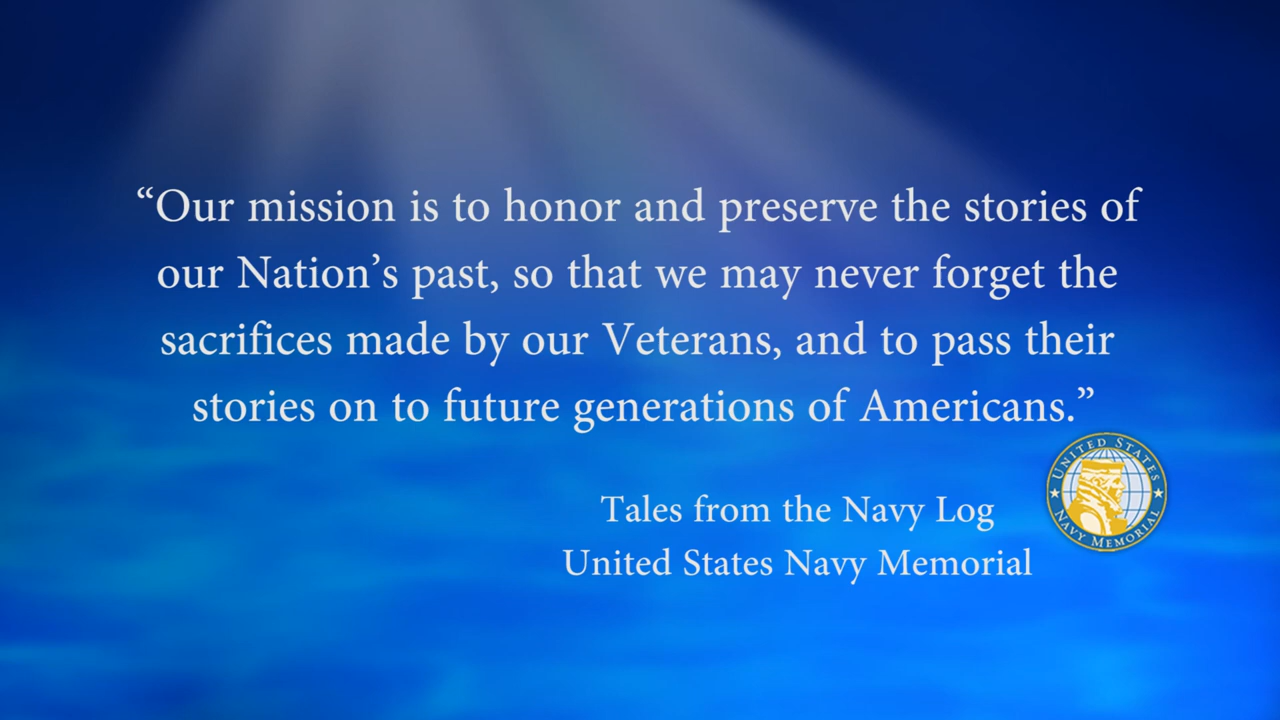 “Our mission is to honor and preserve the stories of
our Nation’s past, so that we may never forget the
sacrifices made by our Veterans, and to pass their
stories on to future generations of Americans.”
UNITED STATES
NAVY MEMORIAL
Tales from the Navy Log
United States Navy Memorial